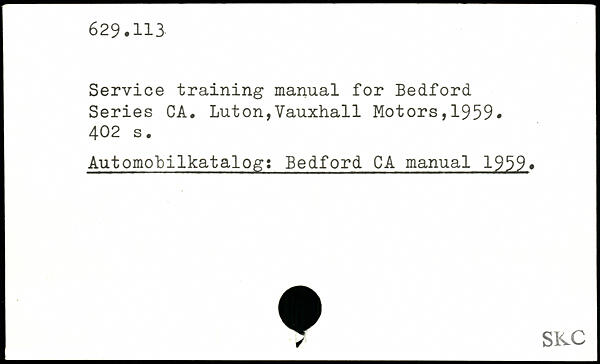 629.113
Service training manual for Bedford
Series CA. Luton,Vauxhall Motors,1959.
402 s.
Automobilkatalog: Bedford CA manual 1959.
SKC